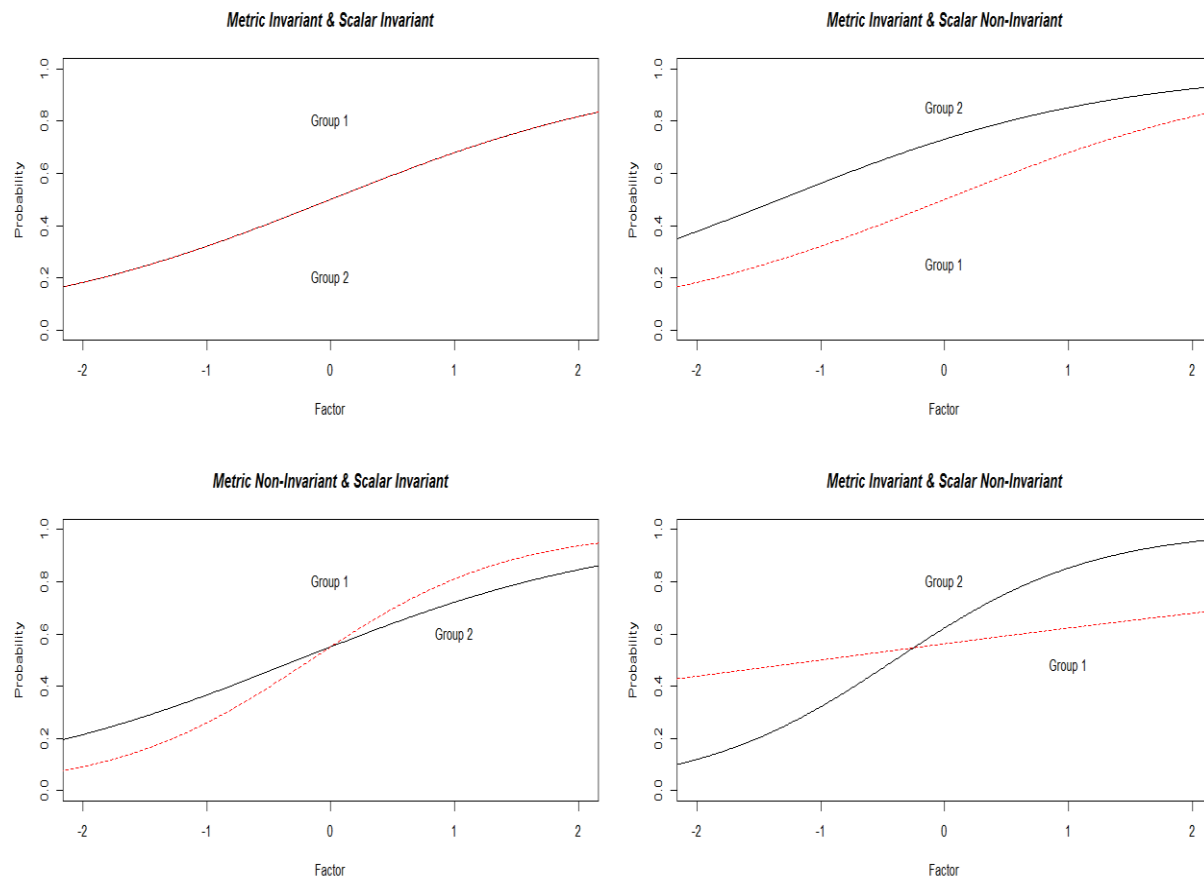 Metric Invariant & Scalar Invariant
Probability
1.0
0.8
0.6
0.4
0.2
0.0
Group 1
Group 2
-2 -1 0 1 2
Factor
Metric Invariant & Scalar Non-Invariant
Probability
1.0
0.8
0.6
0.4
0.2
0.0
Group 2
Group 1
-2 -1 0 1 2
Factor
Metric Non-Invariant & Scalar Invariant
Probability
1.0
0.8
0.6
0.4
0.2
0.0
Group 1
Group 2
-2 -1 0 1 2
Factor
Metric Invariant & Scalar Non-Invariant
Probability
1.0
0.8
0.6
0.4
0.2
0.0
Group 2
Group 1
-2 -1 0 1 2
Factor